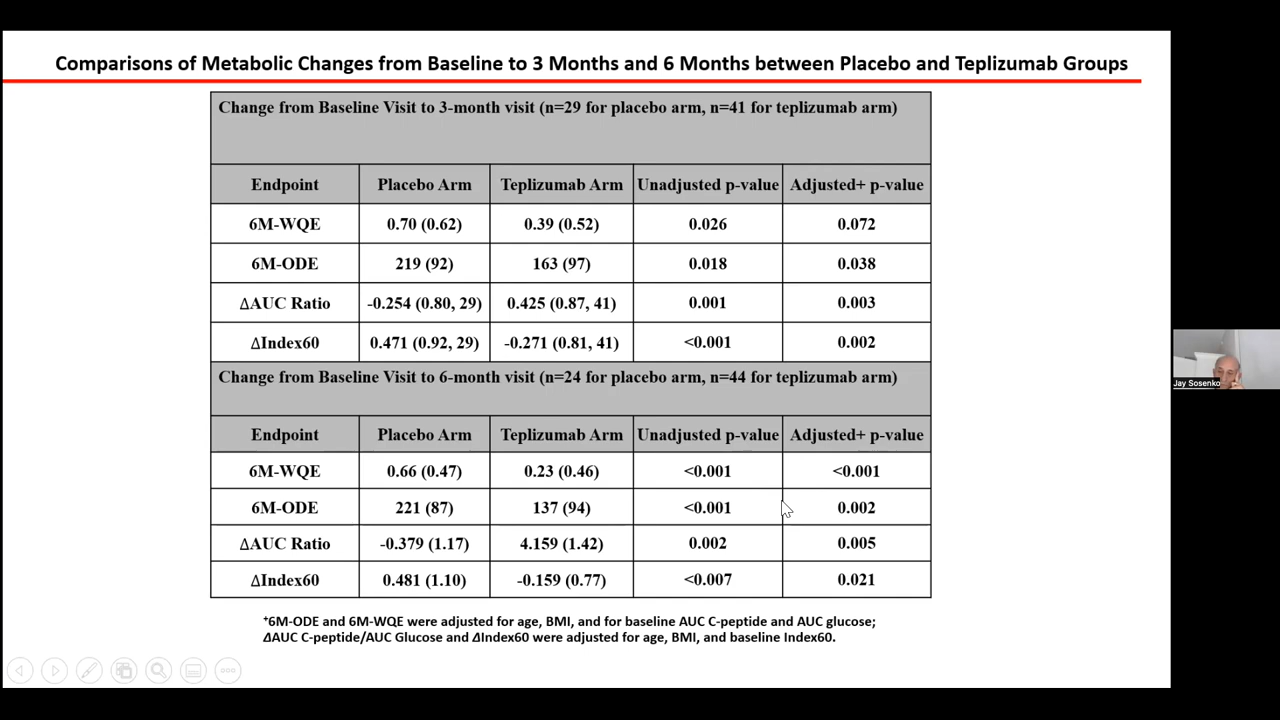 Comparisons of Metabolic Changes from Baseline to 3 Months and 6 Months between Placebo and Teplizumab Groups
Change from Baseline Visit to 3-month visit (n=29 for placebo arm, n=41 for teplizumab arm)
Endpoint Placebo Arm Teplizumab Arm Unadjusted p-value Adjusted+ p-value
6M-WQE 0.70 (0.62) 0.39 (0.52) 0.026 0.072
6M-ODE 219 (92) 163 (97) 0.018 0.038
ΔAUC Ratio -0.254 (0.80, 29) 0.425 (0.87, 41) 0.001 0.003
ΔIndex60 0.471 (0.92, 29) -0.271 (0.81, 41) <0.001 0.002
Change from Baseline Visit to 6-month visit (n=24 for placebo arm, n=44 for teplizumab arm)
Endpoint Placebo Arm Teplizumab Arm Unadjusted p-value Adjusted+ p-value
6M-WQE 0.66 (0.47) 0.23 (0.46) <0.001 <0.001
6M-ODE 221 (87) 137 (94) <0.001 0.002
ΔAUC Ratio -0.379 (1.17) 4.159 (1.42) 0.002 0.005
ΔIndex60 0.481 (1.10) -0.159 (0.77) <0.007 0.021
+6M-ODE and 6M-WQE were adjusted for age, BMI, and for baseline AUC C-peptide and AUC glucose;
ΔAUC C-peptide/AUC Glucose and ΔIndex60 were adjusted for age, BMI, and baseline Index60.
Jay Sosenko